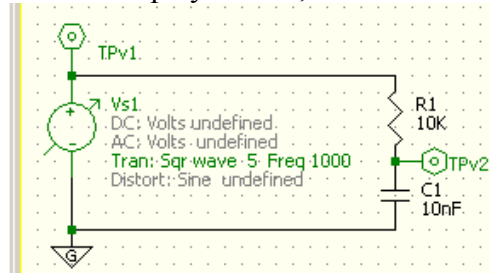 TPv1
Vs1
DC: Volts undefined
AC: Volts undefined
Tran: Sqr wave 5 Freq 1000
Distort: Sine undefined
R1
10K
TPv2
C1
10nF
G